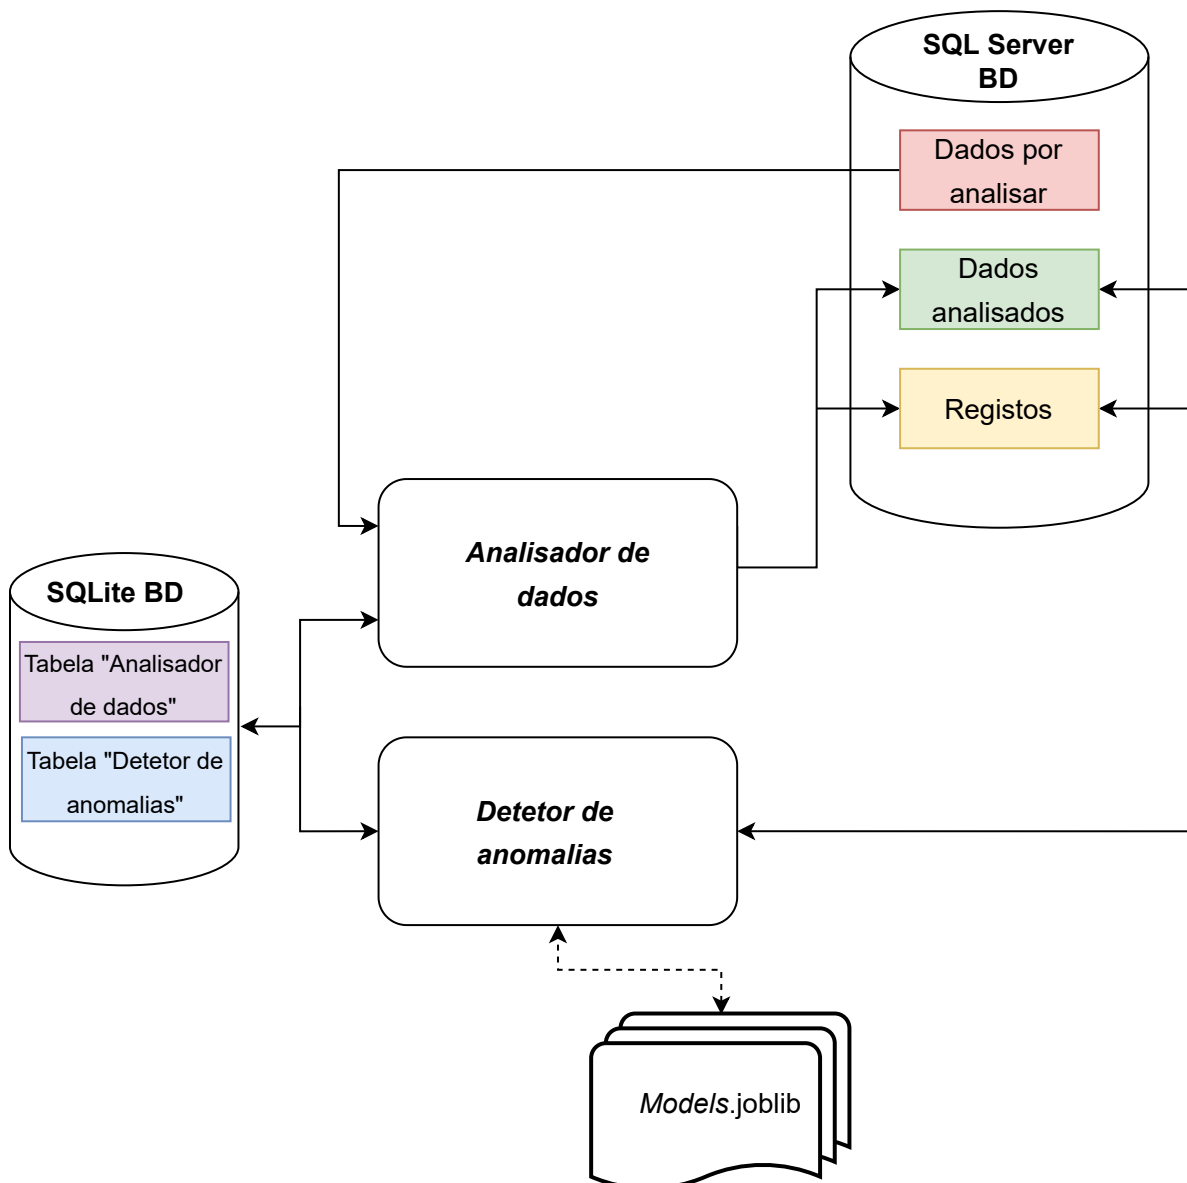 SQL Server
BD
Dados por
analisar
Dados
analisados
Registos
Analisador de
dados
SQLite BD
Tabela "Analisador
de dados"
Tabela "Detetor de
anomalias"
Detetor de
anomalias
Models.joblib